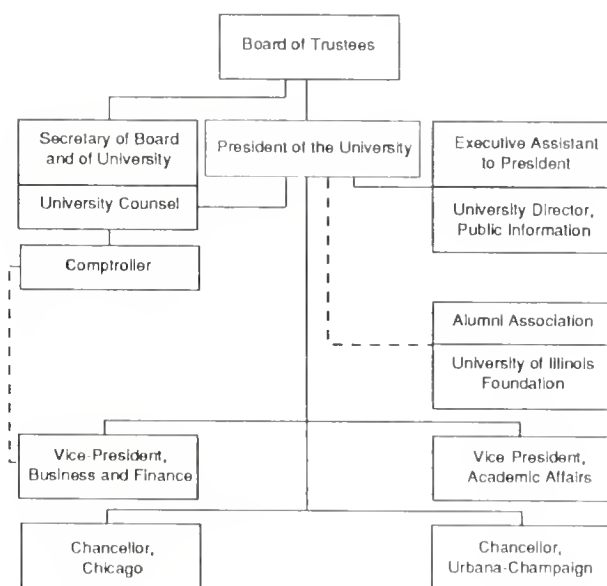 Board of Trustees
Secretary of Board
and of University
University Counsel
Comptroller
President of the University
Executive Assistant
to President
University Director,
Public Information
Alumni Association
University of Illinois
Foundation
Vice-President,
Business and Finance
Vice President,
Academic Affairs
Chancellor,
Chicago
Chancellor,
Urbana-Champaign